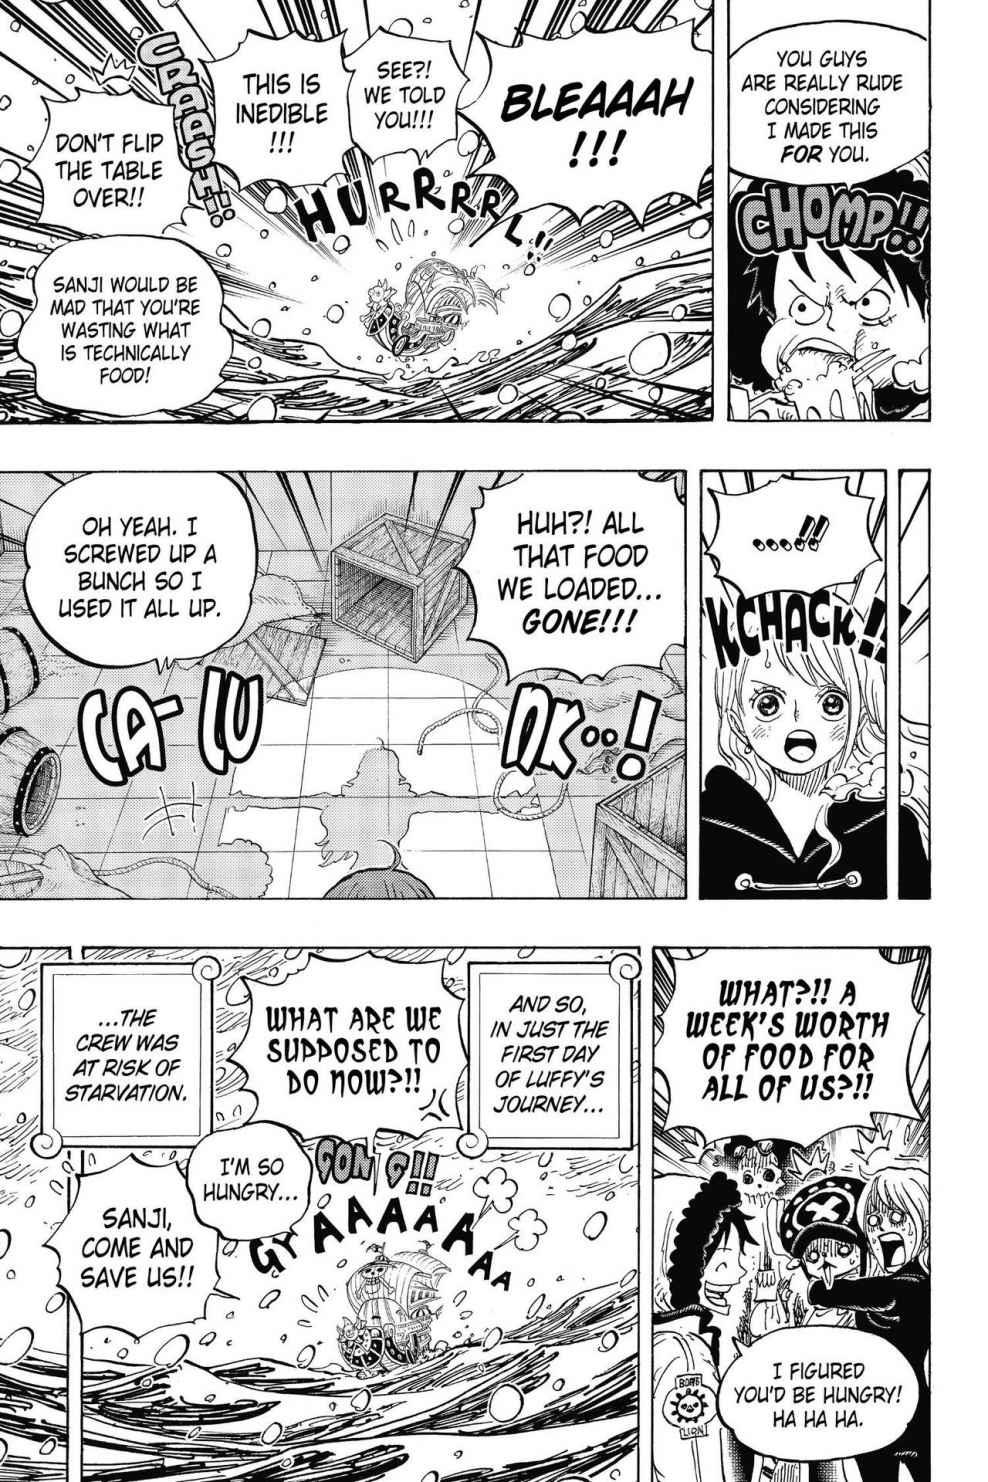 YOU GUYS
ARE REALLY RUDE
CONSIDERING
I MADE THIS
FOR YOU.
CHOMP!!
BLEAAAH
!!!
SEE?!
WE TOLD
YOU!!!
THIS IS
INEDIBLE
!!!
HURRRRL!!
CRAASH!!
DON'T FLIP
THE TABLE
OVER!!
SANJI WOULD BE
MAD THAT YOU'RE
WASTING WHAT
IS TECHNICALLY
FOOD!
....!!
KCHACK!!
HUH?! ALL
THAT FOOD
WE LOADED...
GONE!!!
OH YEAH. I
SCREWED UP A
BUNCH SO I
USED IT ALL UP.
CA-LUNK...!
WHAT?!! A
WEEK'S WORTH
OF FOOD FOR
ALL OF US?!!
I FIGURED
YOU'D BE HUNGRY!
HA HA HA.
LION
AND SO,
IN JUST THE
FIRST DAY
OF LUFFY'S
JOURNEY...
WHAT ARE WE
SUPPOSED TO
DO NOW?!!
GONG!!
GYAAAAAAAA
I'M SO
HUNGRY...
SANJI,
COME AND
SAVE US!!
...THE
CREW WAS
AT RISK OF
STARVATION.